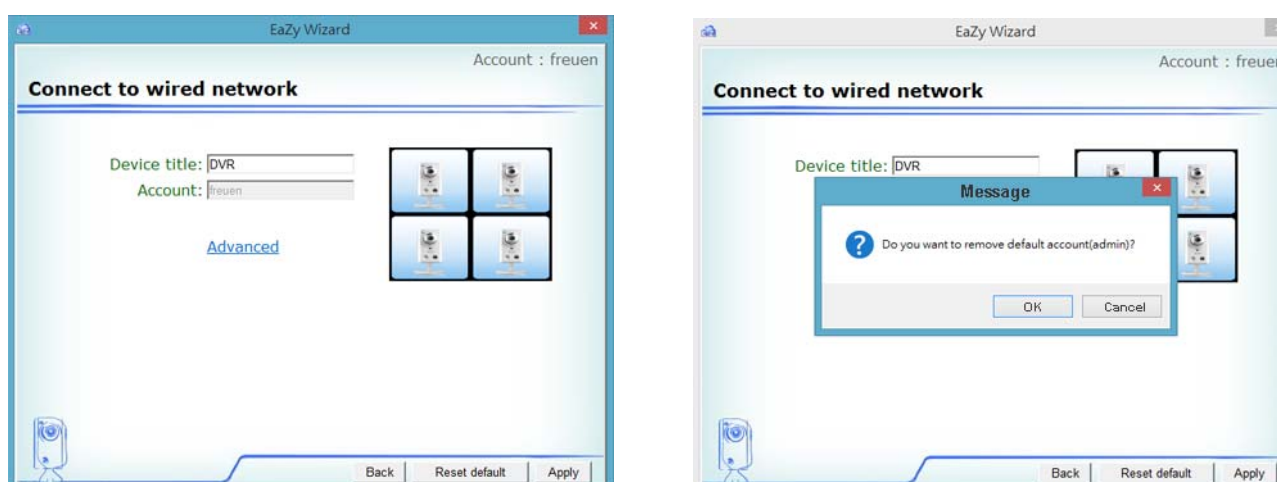 EaZy Wizard
Account : freuen
Connect to wired network
Device title: DVR
Account: freuen
Advanced
Back Reset default Apply
EaZy Wizard
Account : freuen
Connect to wired network
Device title: DVR
Message
Do you want to remove default account(admin)?
OK Cancel
Back Reset default Apply